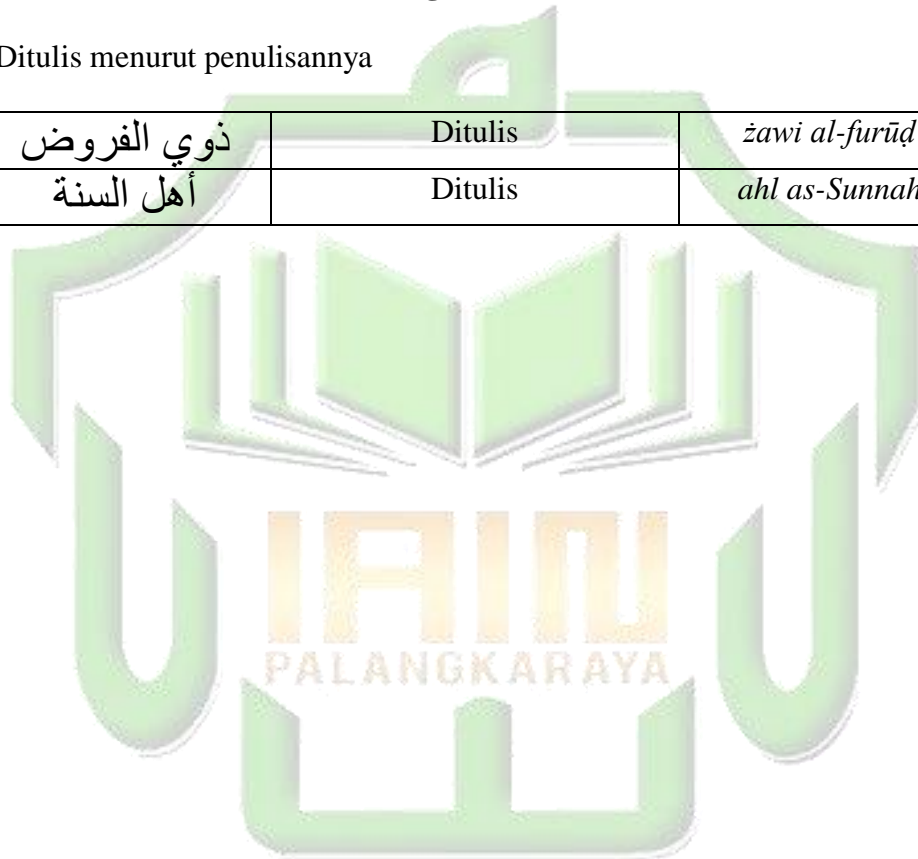 Ditulis menurut penulisannya
ذوي الفروض Ditulis żawi al-furūḍ
أهل السنة Ditulis ahl as-Sunnah
IAIN
PALANGKARAYA